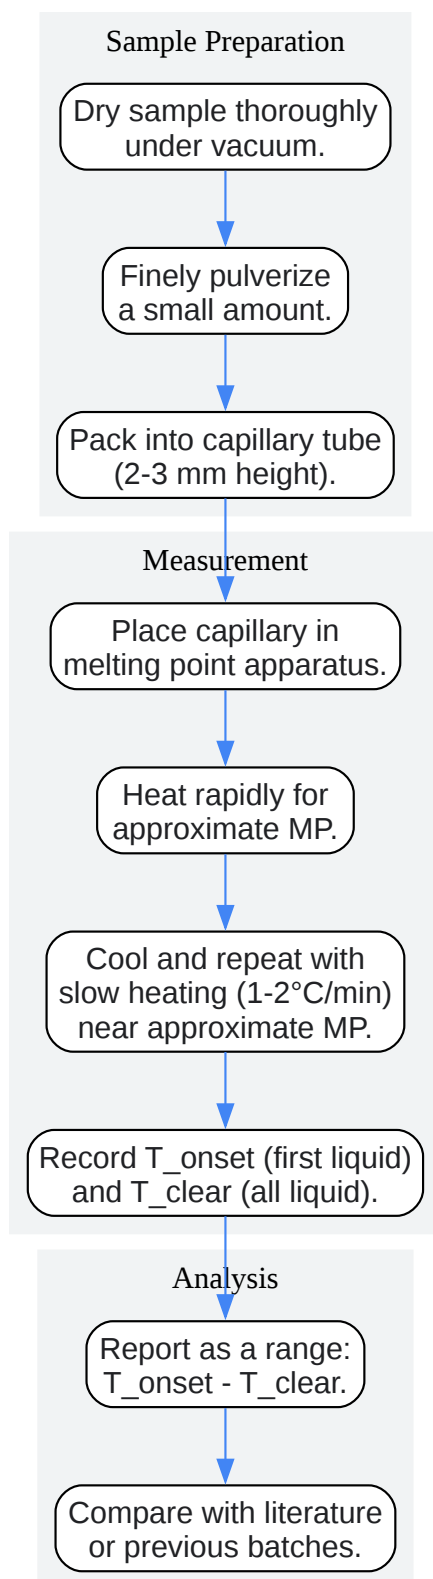 Sample Preparation
Dry sample thoroughly
under vacuum.
Finely pulverize
a small amount.
Pack into capillary tube
(2-3 mm height).
Measurement
Place capillary in
melting point apparatus.
Heat rapidly for
approximate MP.
Cool and repeat with
slow heating (1-2°C/min)
near approximate MP.
Record T_onset (first liquid)
and T_clear (all liquid).
Analysis
Report as a range:
T_onset - T_clear.
Compare with literature
or previous batches.